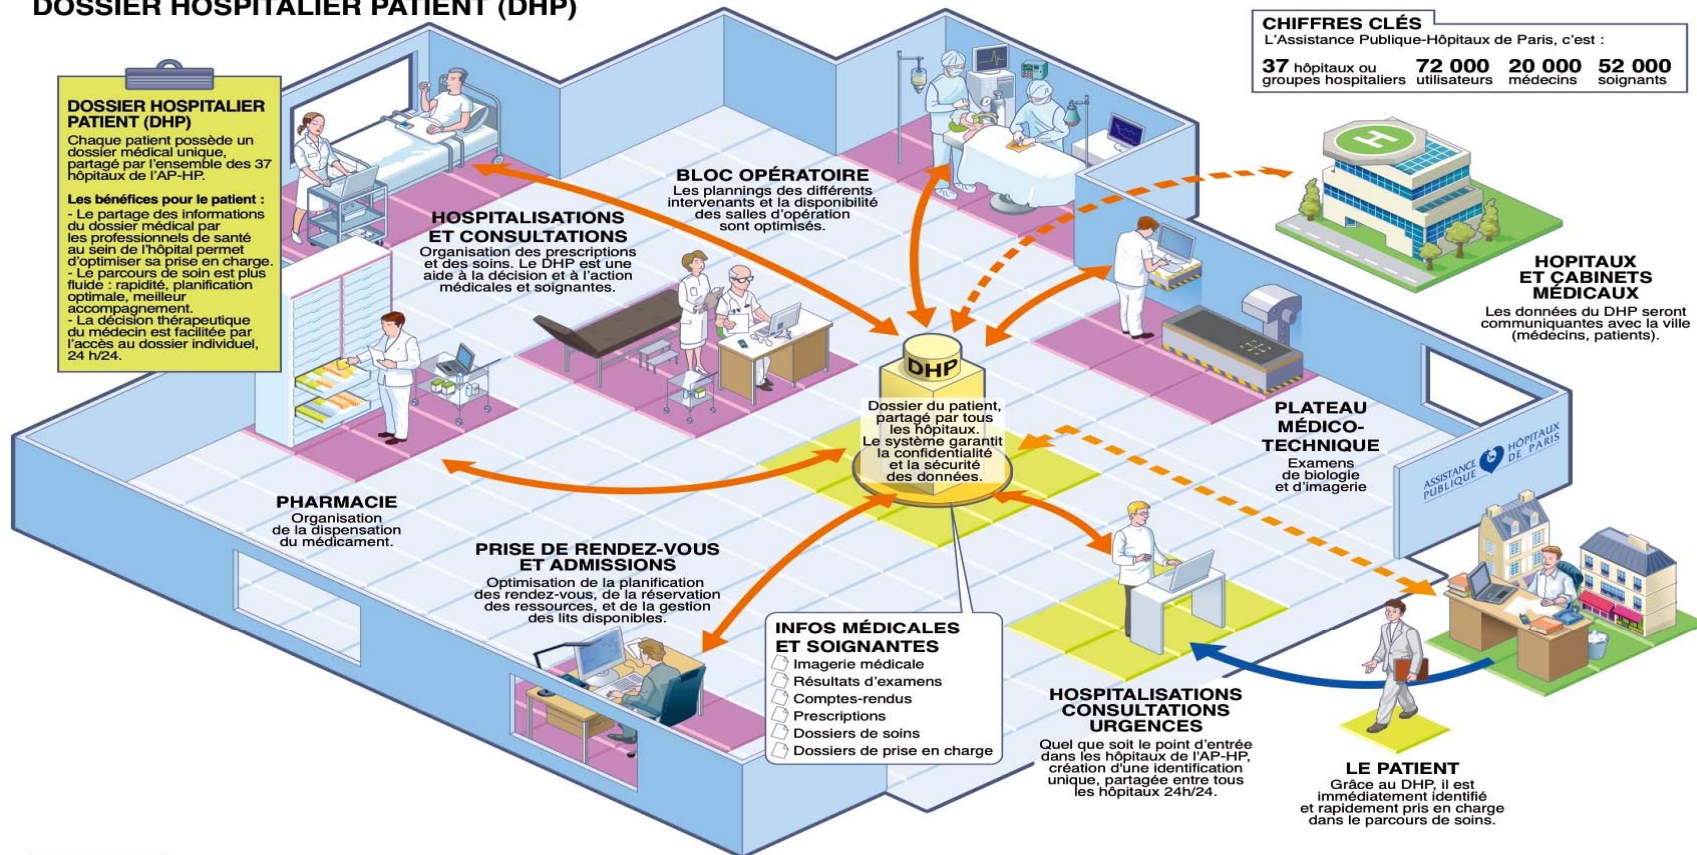 DOSSIER HOSPITALIER PATIENT (DHP)
CHIFFRES CLÉS
L'Assistance Publique-Hôpitaux de Paris, c'est :
37 hôpitaux ou groupes hospitaliers
72 000 utilisateurs
20 000 médecins
52 000 soignants
DOSSIER HOSPITALIER
PATIENT (DHP)
Chaque patient possède un
dossier médical unique,
partagé par l'ensemble des 37
hôpitaux de l'AP-HP.
Les bénéfices pour le patient :
- Le partage des informations
du dossier médical par
les professionnels de santé
au sein de l'hôpital permet
d'optimiser sa prise en charge.
- Le parcours de soin est plus
fluide : rapidité, planification
optimale, meilleur
accompagnement.
- La décision thérapeutique
du médecin est facilitée par
l'accès au dossier individuel,
24 h/24.
BLOC OPÉRATOIRE
Les plannings des différents
intervenants et la disponibilité
des salles d'opération
sont optimisés.
HOSPITALISATIONS
ET CONSULTATIONS
Organisation des prescriptions
et des soins. Le DHP est une
aide à la décision et à l'action
médicales et soignantes.
H
HOPITAUX
ET CABINETS
MÉDICAUX
Les données du DHP seront
communiquantes avec la ville
(médecins, patients).
DHP
Dossier du patient,
partagé par tous
les hôpitaux.
Le système garantit
la confidentialité
et la sécurité
des données.
PLATEAU
MÉDICO-
TECHNIQUE
Examens
de biologie
et d'imagerie
ASSISTANCE
PUBLIQUE
HÔPITAUX
DE PARIS
PHARMACIE
Organisation
de la dispensation
du médicament.
PRISE DE RENDEZ-VOUS
ET ADMISSIONS
Optimisation de la planification
des rendez-vous, de la réservation
des ressources, et de la gestion
des lits disponibles.
INFOS MÉDICALES
ET SOIGNANTES
Imagerie médicale
Résultats d'examens
Comptes-rendus
Prescriptions
Dossiers de soins
Dossiers de prise en charge
HOSPITALISATIONS
CONSULTATIONS
URGENCES
Quel que soit le point d'entrée
dans les hôpitaux de l'AP-HP,
création d'une identification
unique, partagée entre tous
les hôpitaux 24h/24.
LE PATIENT
Grâce au DHP, il est
immédiatement identifié
et rapidement pris en charge
dans le parcours de soins.